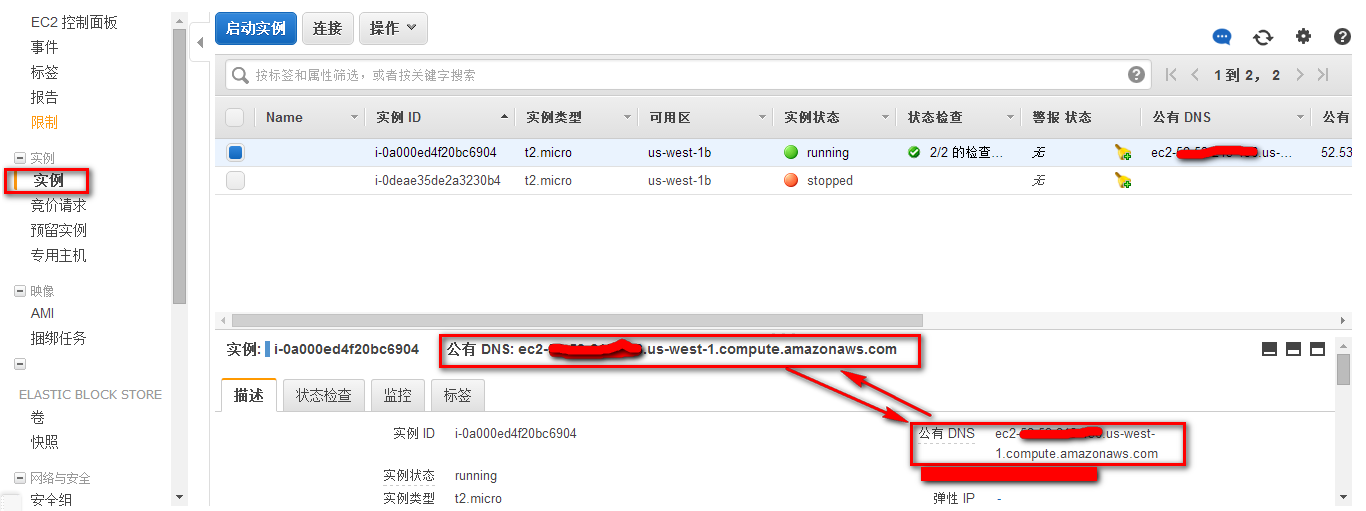 EC2 控制面板
事件
标签
报告
限制
实例
实例
竞价请求
预留实例
专用主机
映像
AMI
捆绑任务
ELASTIC BLOCK STORE
卷
快照
网络与安全
安全组
启动实例 连接 操作
按标签和属性筛选，或者按关键字搜索
1 到 2， 2
Name 实例 ID 实例类型 可用区 实例状态 状态检查 警报 状态 公有 DNS 公有
i-0a000ed4f20bc6904 t2.micro us-west-1b running 2/2 的检查… 无 ec2- .us-... 52.53
i-0deae35de2a3230b4 t2.micro us-west-1b stopped 无
实例: i-0a000ed4f20bc6904 公有 DNS: ec2- .us-west-1.compute.amazonaws.com
描述 状态检查 监控 标签
实例 ID i-0a000ed4f20bc6904 公有 DNS ec2- .us-west-
1.compute.amazonaws.com
实例状态 running
实例类型 t2.micro 弹性 IP -